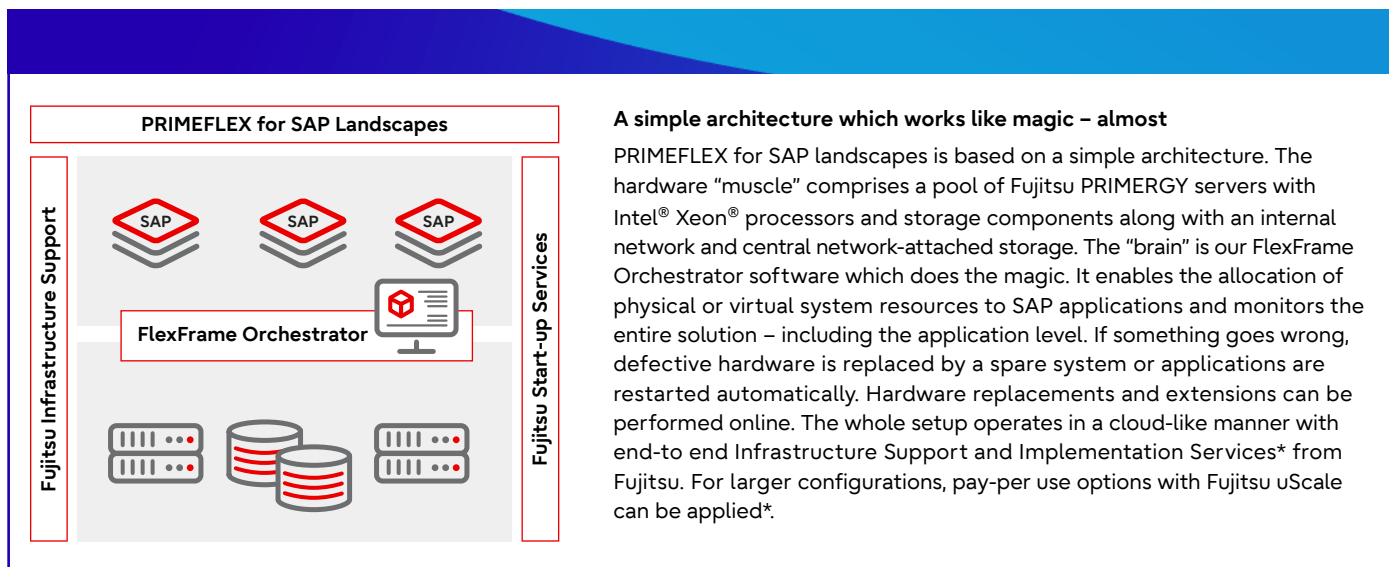 PRIMEFLEX for SAP Landscapes
Fujitsu Infrastructure Support
SAP
SAP
SAP
FlexFrame Orchestrator
Fujitsu Start-up Services
A simple architecture which works like magic – almost
PRIMEFLEX for SAP landscapes is based on a simple architecture. The
hardware “muscle” comprises a pool of Fujitsu PRIMERGY servers with
Intel® Xeon® processors and storage components along with an internal
network and central network-attached storage. The “brain” is our FlexFrame
Orchestrator software which does the magic. It enables the allocation of
physical or virtual system resources to SAP applications and monitors the
entire solution – including the application level. If something goes wrong,
defective hardware is replaced by a spare system or applications are
restarted automatically. Hardware replacements and extensions can be
performed online. The whole setup operates in a cloud-like manner with
end-to end Infrastructure Support and Implementation Services* from
Fujitsu. For larger configurations, pay-per use options with Fujitsu uScale
can be applied*.